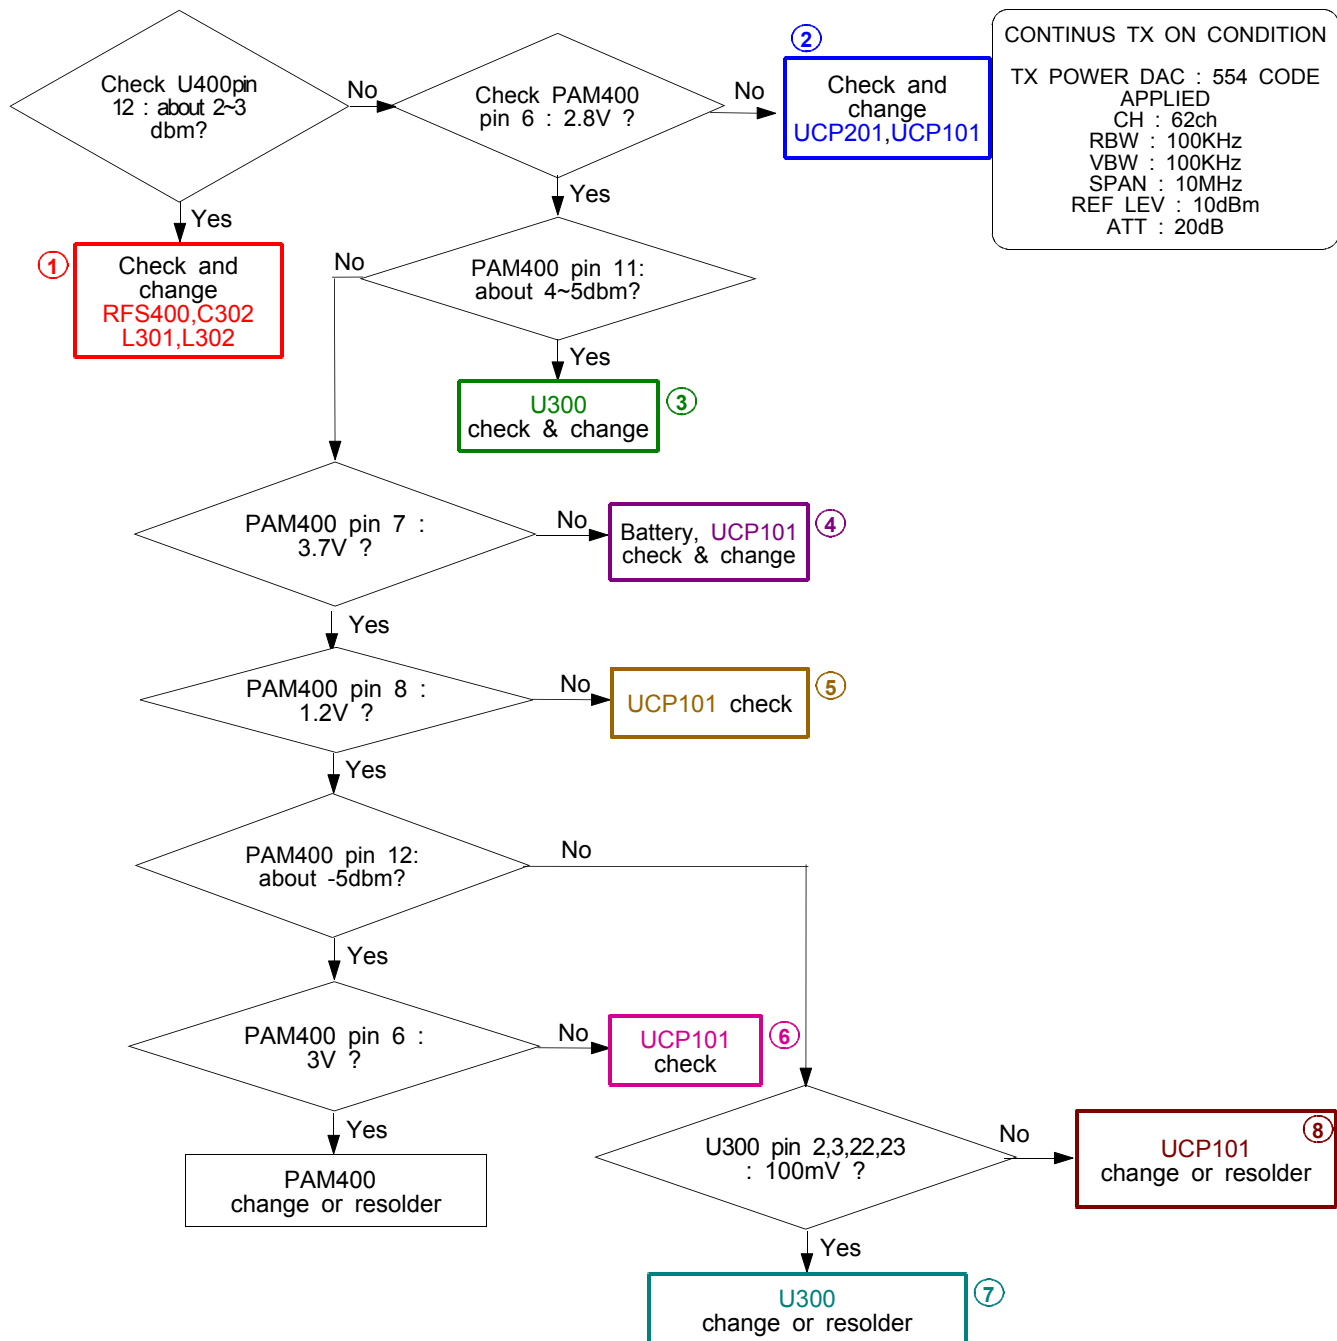 Check U400pin
12 : about 2~3
dbm?
No
Check PAM400
pin 6 : 2.8V ?
No
2
Check and
change
UCP201,UCP101
CONTINUS TX ON CONDITION
TX POWER DAC : 554 CODE
APPLIED
CH : 62ch
RBW : 100KHz
VBW : 100KHz
SPAN : 10MHz
REF LEV : 10dBm
ATT : 20dB
Yes
Yes
1
Check and
change
RFS400,C302
L301,L302
No
PAM400 pin 11:
about 4~5dbm?
Yes
U300
check & change
3
PAM400 pin 7 :
3.7V ?
No
Battery, UCP101
check & change
4
Yes
PAM400 pin 8 :
1.2V ?
No
UCP101 check
5
Yes
PAM400 pin 12:
about -5dbm?
No
Yes
PAM400 pin 6 :
3V ?
No
UCP101
check
6
Yes
PAM400
change or resolder
U300 pin 2,3,22,23
: 100mV ?
No
UCP101
change or resolder
8
Yes
U300
change or resolder
7